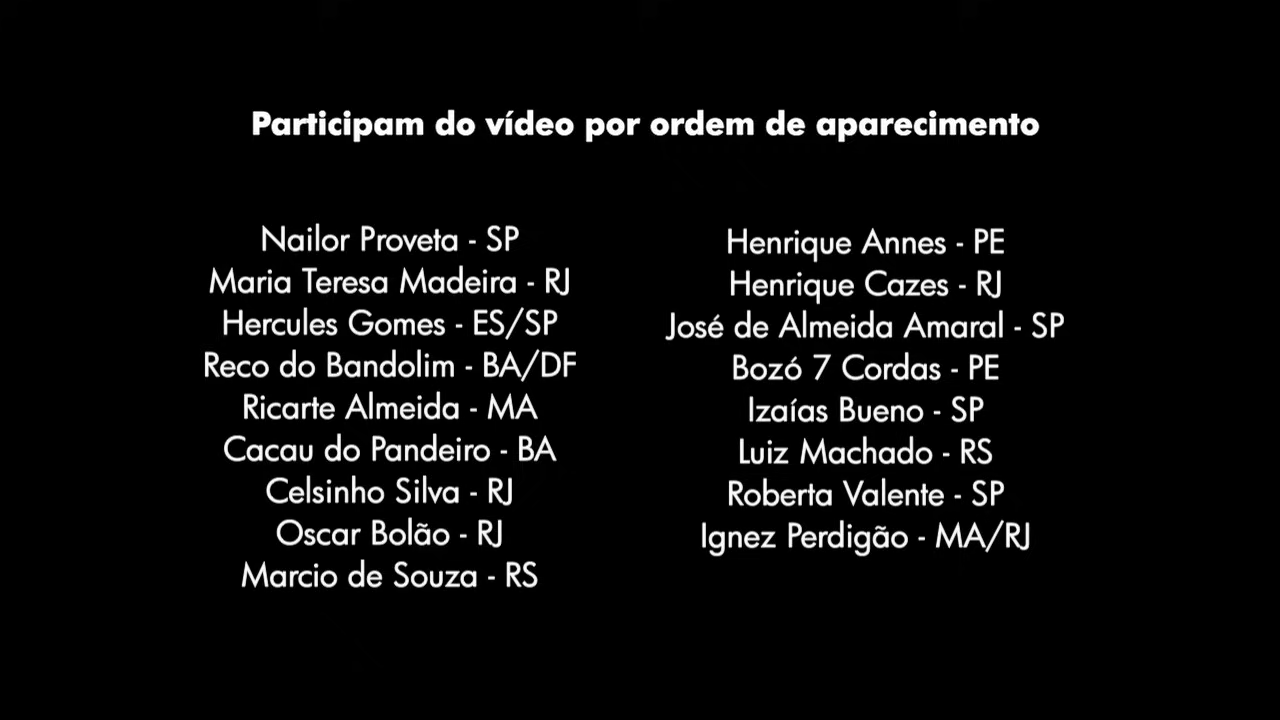 Participam do vídeo por ordem de aparecimento
Nailor Proveta - SP
Maria Teresa Madeira - RJ
Hercules Gomes - ES/SP
Reco do Bandolim - BA/DF
Ricarte Almeida - MA
Cacau do Pandeiro - BA
Celsinho Silva - RJ
Oscar Bolão - RJ
Marcio de Souza - RS
Henrique Annes - PE
Henrique Cazes - RJ
José de Almeida Amaral - SP
Bozó 7 Cordas - PE
Izaías Bueno - SP
Luiz Machado - RS
Roberta Valente - SP
Ignez Perdigão - MA/RJ